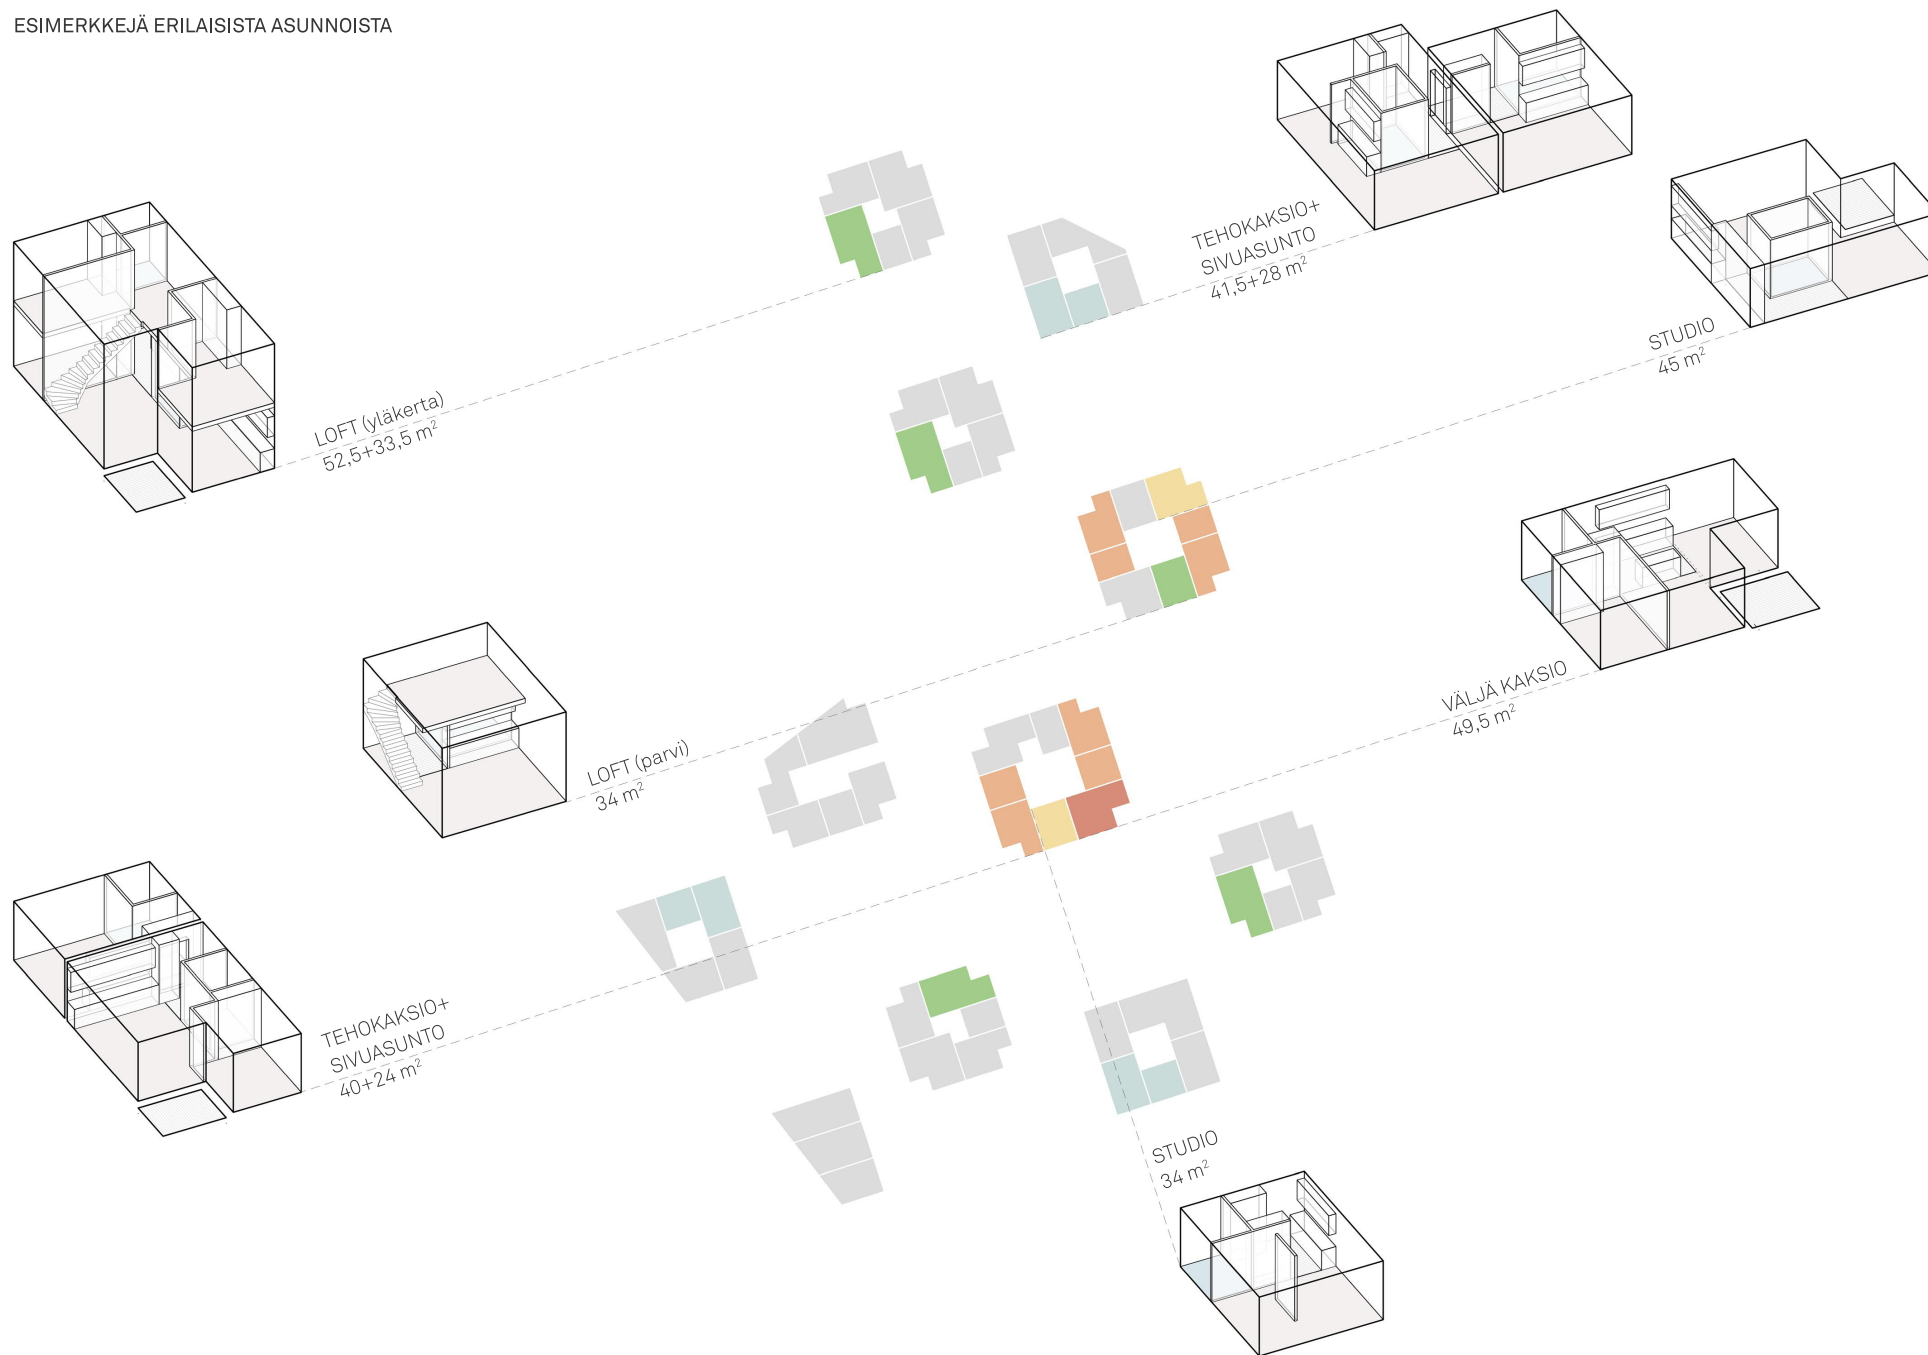 ESIMERKKEJÄ ERILAISISTA ASUNNOISTA
TEHOKAKSIO+
SIVUASUNTO
41,5+28 m²
STUDIO
45 m²
LOFT (yläkerta)
52,5+33,5 m²
VÄLJÄ KAKSIO
49,5 m²
LOFT (parvi)
34 m²
TEHOKAKSIO+
SIVUASUNTO
40+24 m²
STUDIO
34 m²